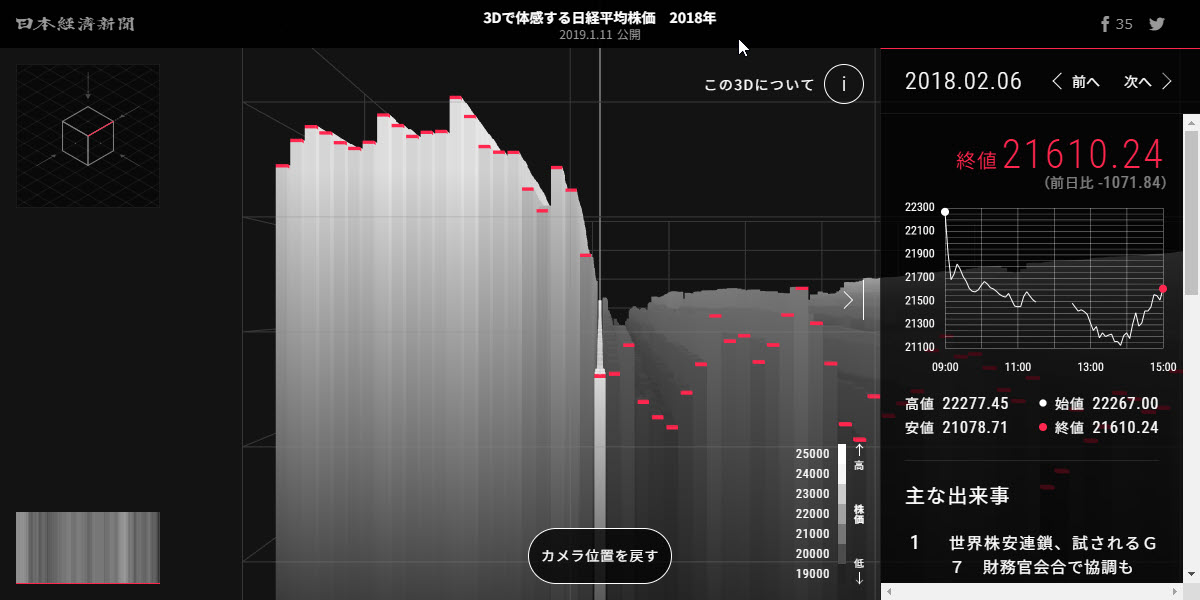 日本経済新聞
3Dで体感する日経平均株価　2018年
2019.1.11 公開
35
この3Dについて
i
2018.02.06
前へ
次へ
終値 21610.24
(前日比 -1071.84)
22300
22100
21900
21700
21500
21300
21100
09:00 11:00 13:00 15:00
高値 22277.45
始値 22267.00
安値 21078.71
終値 21610.24
主な出来事
1 世界株安連鎖、試されるG
7　財務官会合で協調も
25000
24000
23000
22000
21000
20000
19000
高
株価
低
カメラ位置を戻す